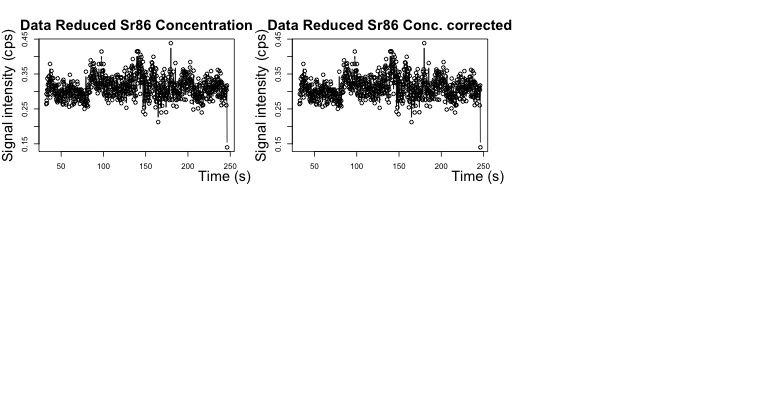 Data Reduced Sr86 Concentration
Signal intensity (cps)
0.45
0.35
0.25
0.15
50 100 150 200 250
Time (s)
Data Reduced Sr86 Conc. corrected
Signal intensity (cps)
0.45
0.35
0.25
0.15
50 100 150 200 250
Time (s)